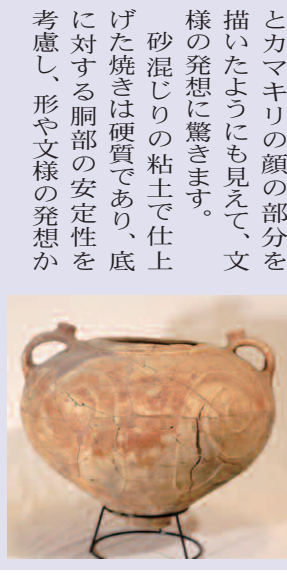 とカマキリの顔の部分を
描いたようにも見えて、文
様の発想に驚きます。
砂混じりの粘土で仕上
げた焼きは硬質であり、底
に対する胴部の安定性を
考慮し、形や文様の発想か